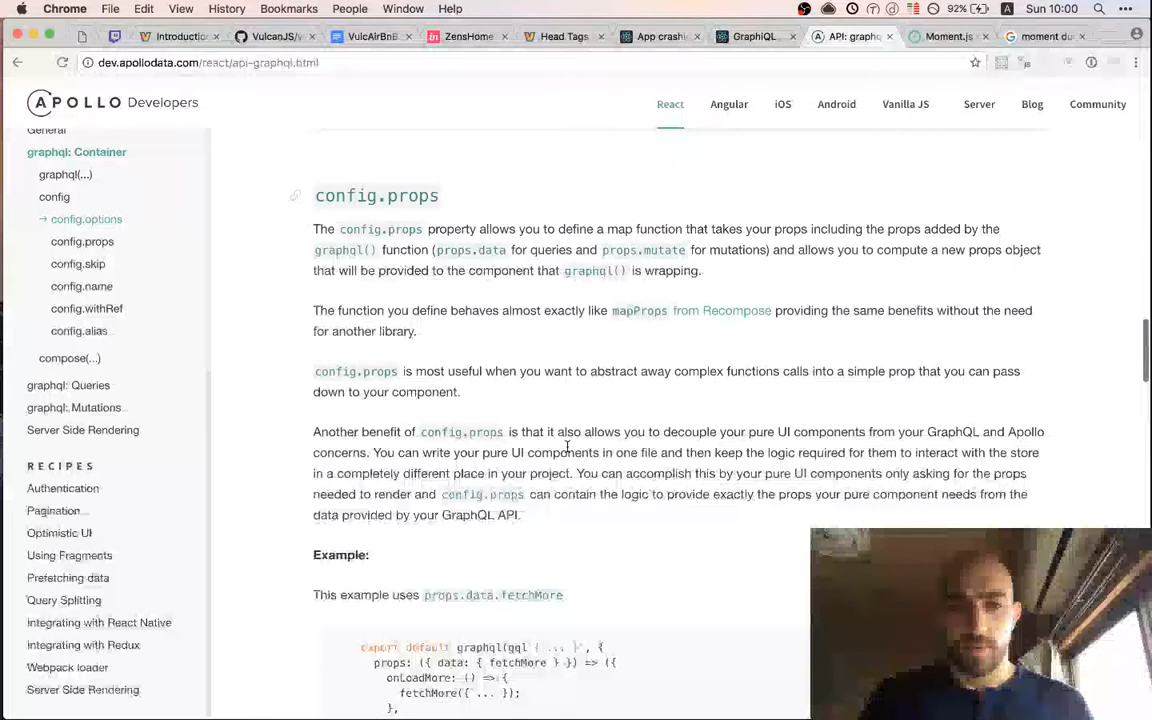 Chrome File Edit View History Bookmarks People Window Help 92% Sun 10:00
Introductic VulcanJS/v VulcAirBnB ZensHome Head Tags App crashi GraphiQL API: graph Moment.js moment du
dev.apollodata.com/react/api-graphql.html
APOLLO Developers
React Angular iOS Android Vanilla JS Server Blog Community
General
graphql: Container
graphql(...)
config
→ config.options
config.props
config.skip
config.name
config.withRef
config.alias
compose(...)
graphql: Queries
graphql: Mutations
Server Side Rendering
RECIPES
Authentication
Pagination
Optimistic UI
Using Fragments
Prefetching data
Query Splitting
Integrating with React Native
Integrating with Redux
Webpack loader
Server Side Rendering
config.props
The config.props property allows you to define a map function that takes your props including the props added by the
graphql() function (props.data for queries and props.mutate for mutations) and allows you to compute a new props object
that will be provided to the component that graphql() is wrapping.
The function you define behaves almost exactly like mapProps from Recompose providing the same benefits without the need
for another library.
config.props is most useful when you want to abstract away complex functions calls into a simple prop that you can pass
down to your component.
Another benefit of config.props is that it also allows you to decouple your pure UI components from your GraphQL and Apollo
concerns. You can write your pure UI components in one file and then keep the logic required for them to interact with the store
in a completely different place in your project. You can accomplish this by your pure UI components only asking for the props
needed to render and config.props can contain the logic to provide exactly the props your pure component needs from the
data provided by your GraphQL API.
Example:
This example uses props.data.fetchMore
export default graphql(gql`{ ... }`, {
props: ({ data: { fetchMore } }) => ({
onLoadMore: () => {
fetchMore({ ... });
},